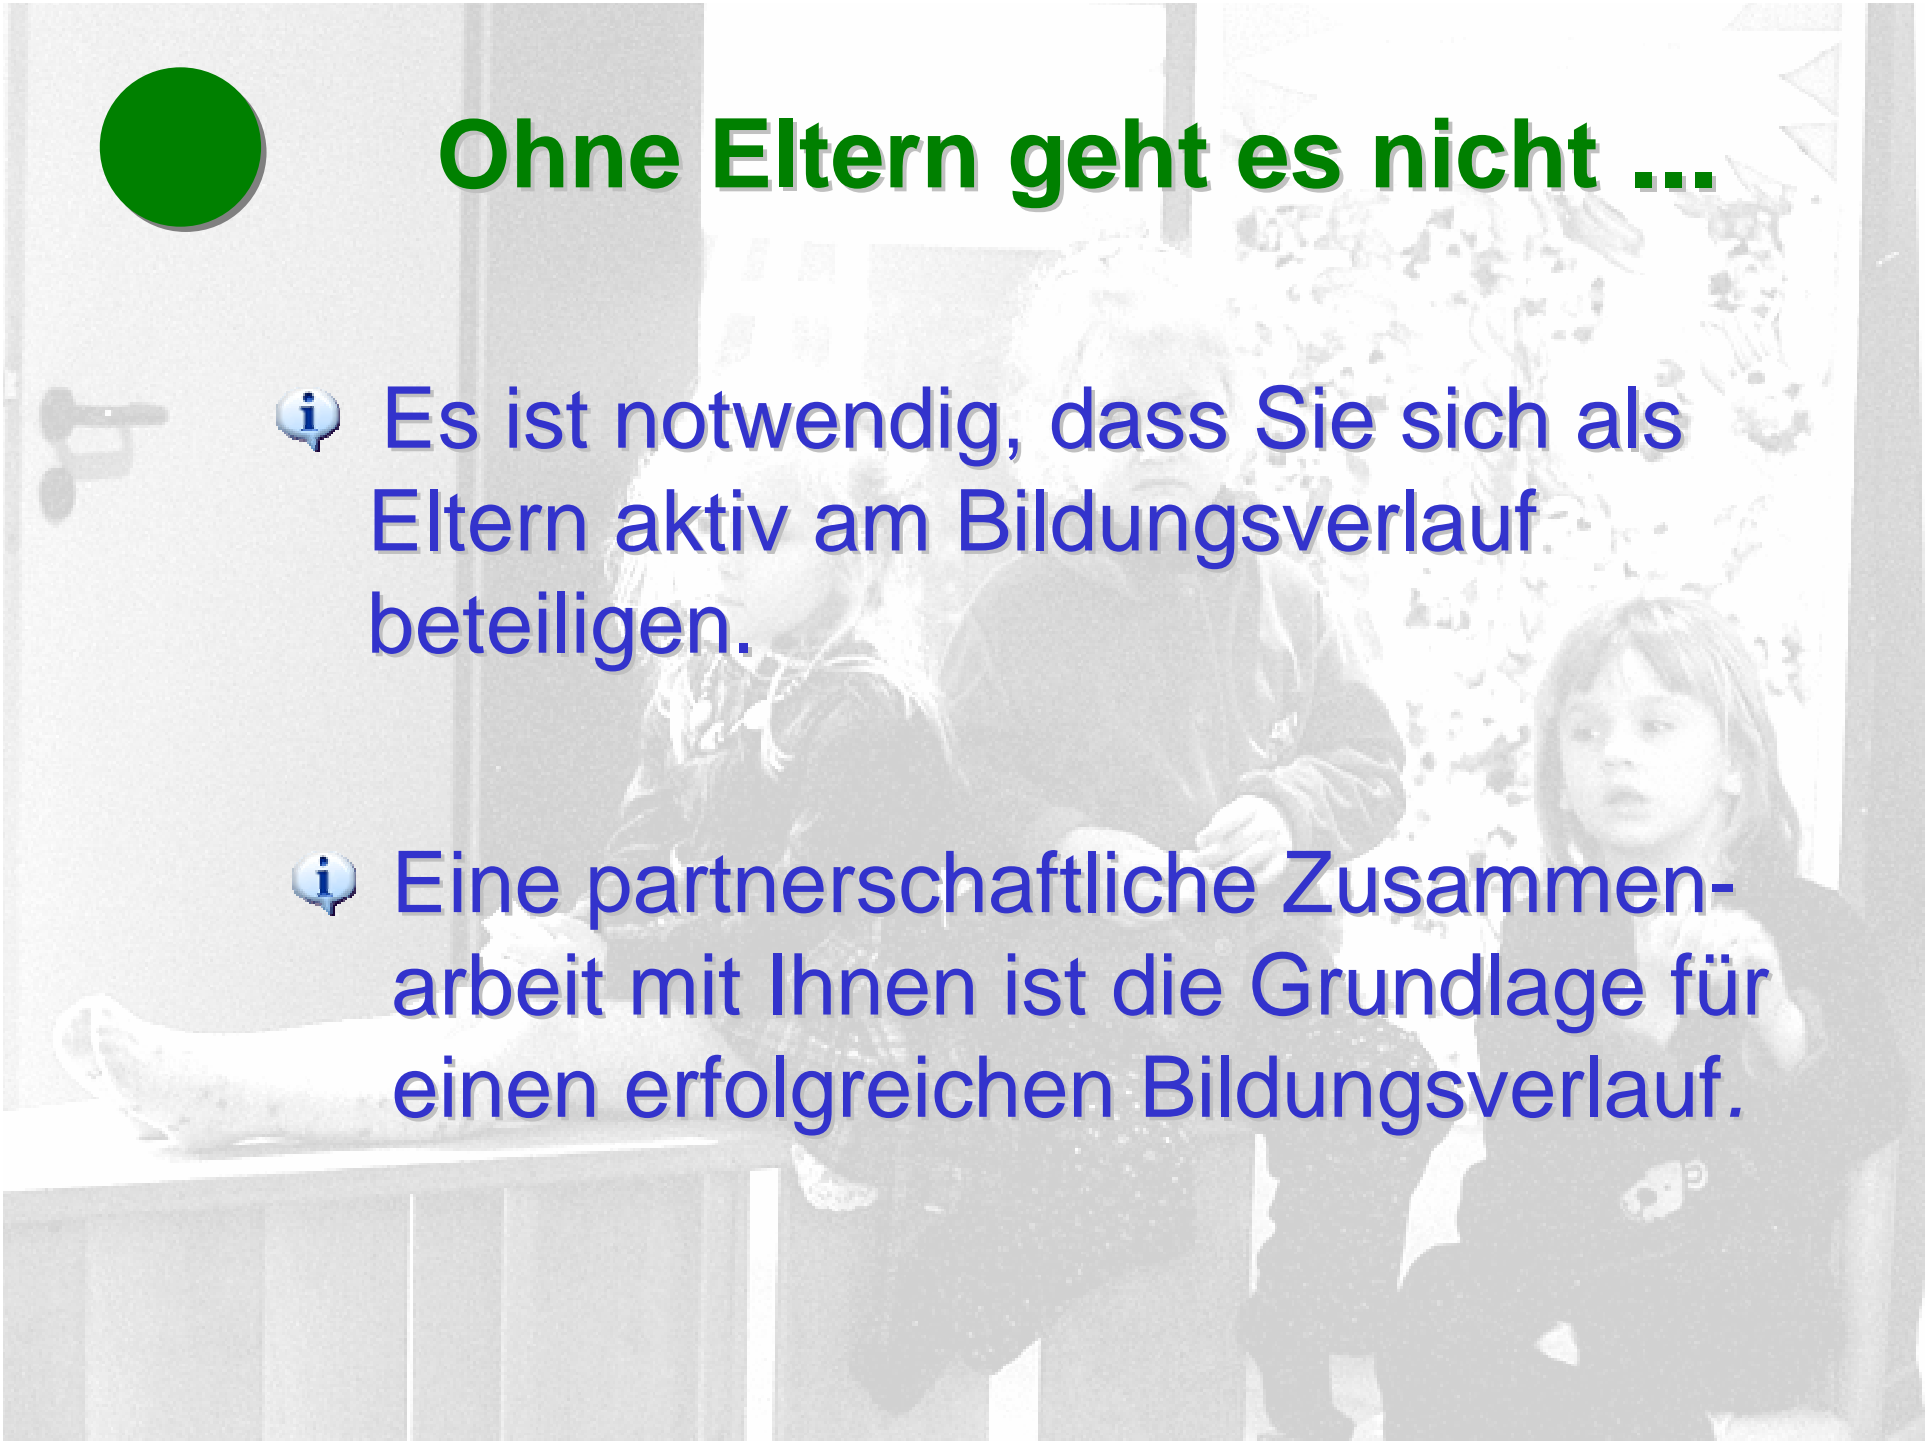 Ohne Eltern geht es nicht ...
Es ist notwendig, dass Sie sich als
Eltern aktiv am Bildungsverlauf
beteiligen.
Eine partnerschaftliche Zusammen-
arbeit mit Ihnen ist die Grundlage für
einen erfolgreichen Bildungsverlauf.